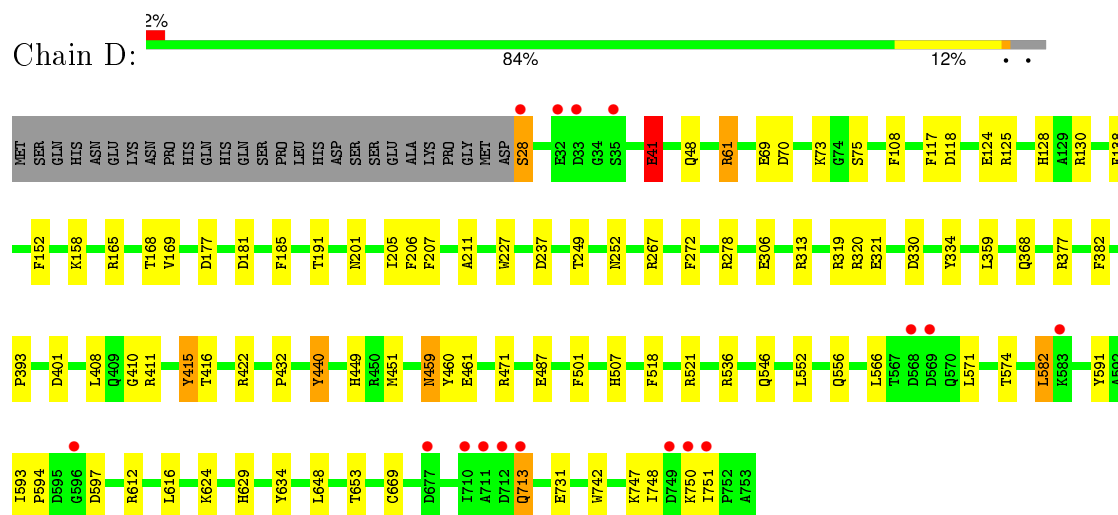 2%
Chain D:
84% 12% • •
MET SER GLN HIS ASN GLU LYS ASN PRO HIS GLN HIS GLN SER PRO LEU HIS ASP SER SER GLU ALA LYS PRO GLY MET ASP S28 E32 D33 G34 S35 E41 Q48 R61 E69 D70 K73 G74 S75 F108 F117 D118 E124 R125 H128 A129 R130
F152 K158 R165 T168 V169 D177 D181 F185 T191 N201 I205 F206 F207 A211 W227 D237 T249 N252 R267 F272 R278 E306 R313 R319 R320 E321 D330 Y334 L359 Q368 R377 F382
P393 D401 L408 Q409 G410 R411 Y415 T416 R422 P432 Y440 H449 R450 M451 N459 Y460 E461 R471 E487 F501 H507 F518 R521 R536 Q546 L552 Q556 L566 T567 D568 D569 Q570 L571 T574 L582 K583 Y591
I593 P594 D595 G596 D597 R612 L616 K624 H629 Y634 L648 T653 C669 D677 I710 A711 D712 Q713 E731 W742 K747 I748 D749 K750 I751 P752 A753